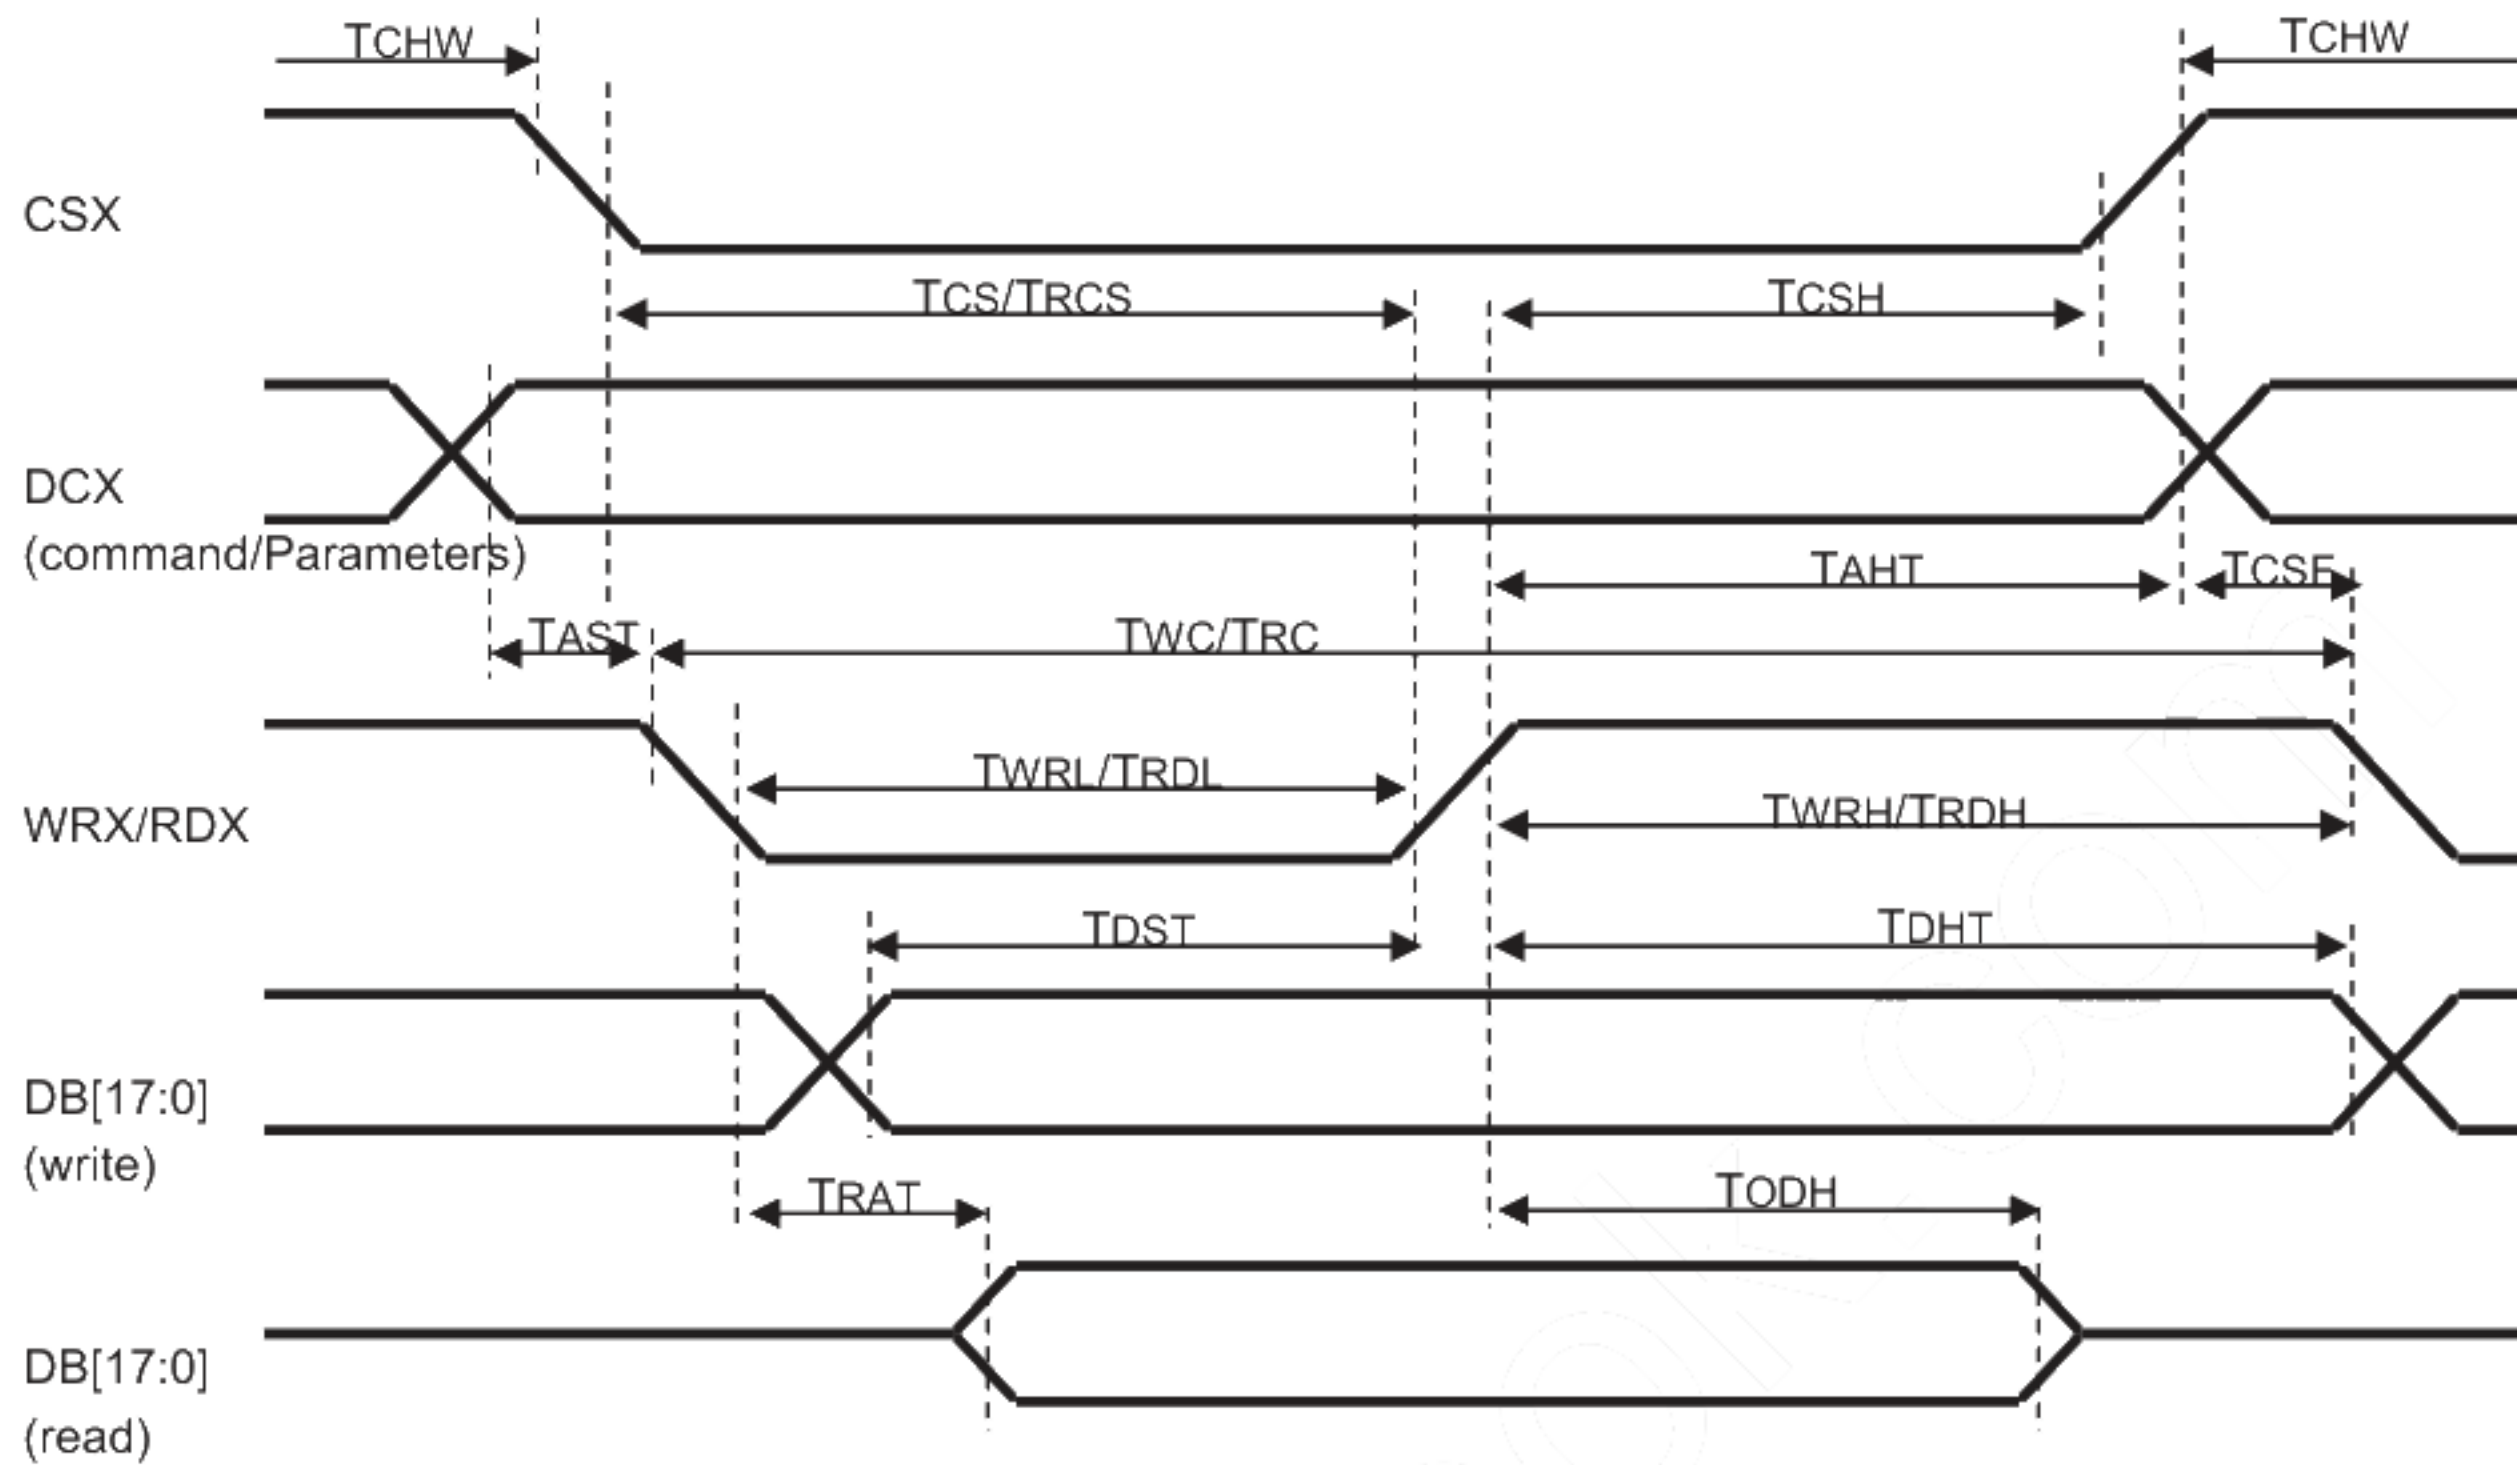 TCHW
TCHW
CSX
TCS/TRCS
TCSH
DCX
(command/Parameters)
TAHT
TCSF
TAST
TWC/TRC
TWRL/TRDL
TWRH/TRDH
WRX/RDX
TDST
TDHT
DB[17:0]
(write)
TRAT
TODH
DB[17:0]
(read)